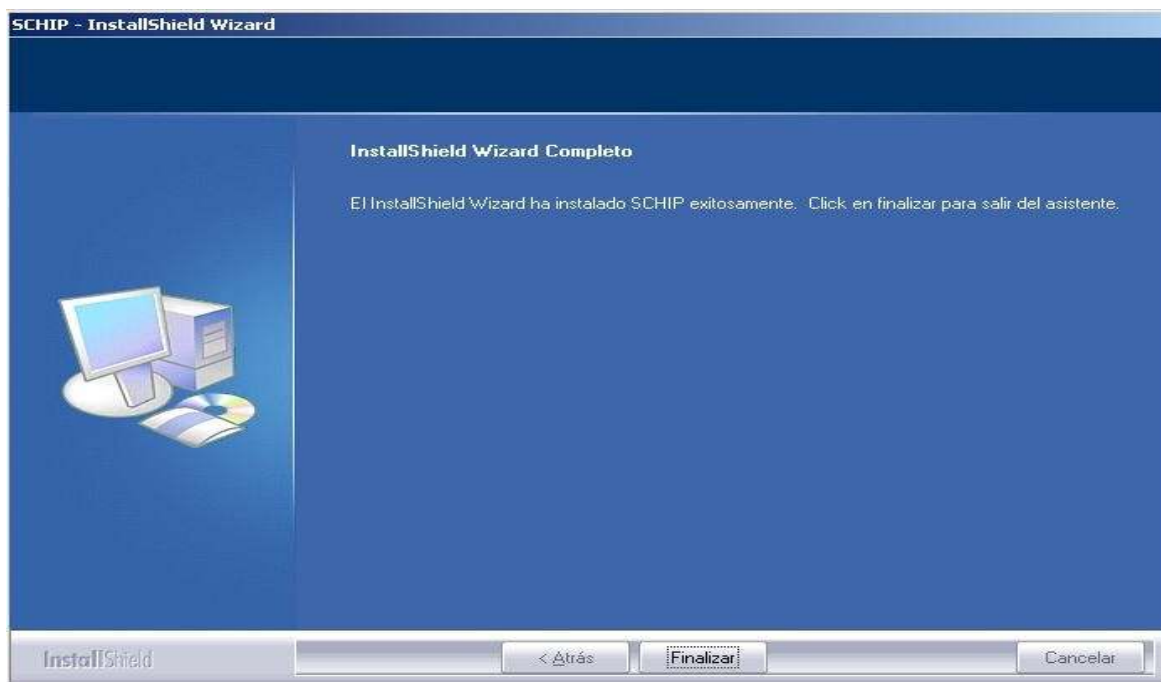 SCHIP - InstallShield Wizard
InstallShield Wizard Completo
El InstallShield Wizard ha instalado SCHIP exitosamente. Click en finalizar para salir del asistente.
InstallShield
< Atrás
Finalizar
Cancelar